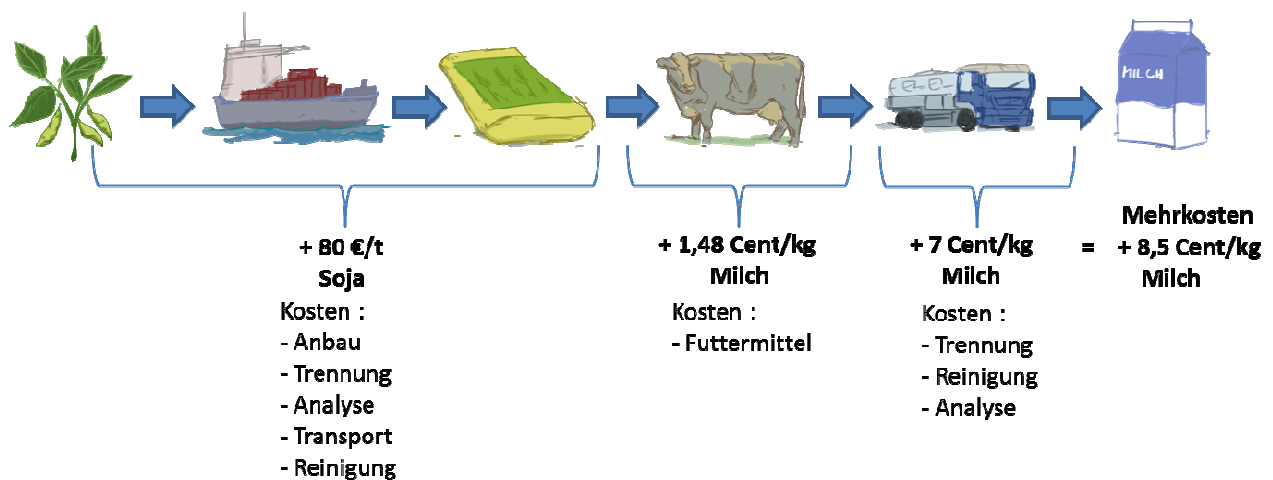 MILCH
+ 80 €/t
Soja
Kosten :
- Anbau
- Trennung
- Analyse
- Transport
- Reinigung
+ 1,48 Cent/kg
Milch
Kosten :
- Futtermittel
+ 7 Cent/kg
Milch
Kosten :
- Trennung
- Reinigung
- Analyse
=
Mehrkosten
+ 8,5 Cent/kg
Milch